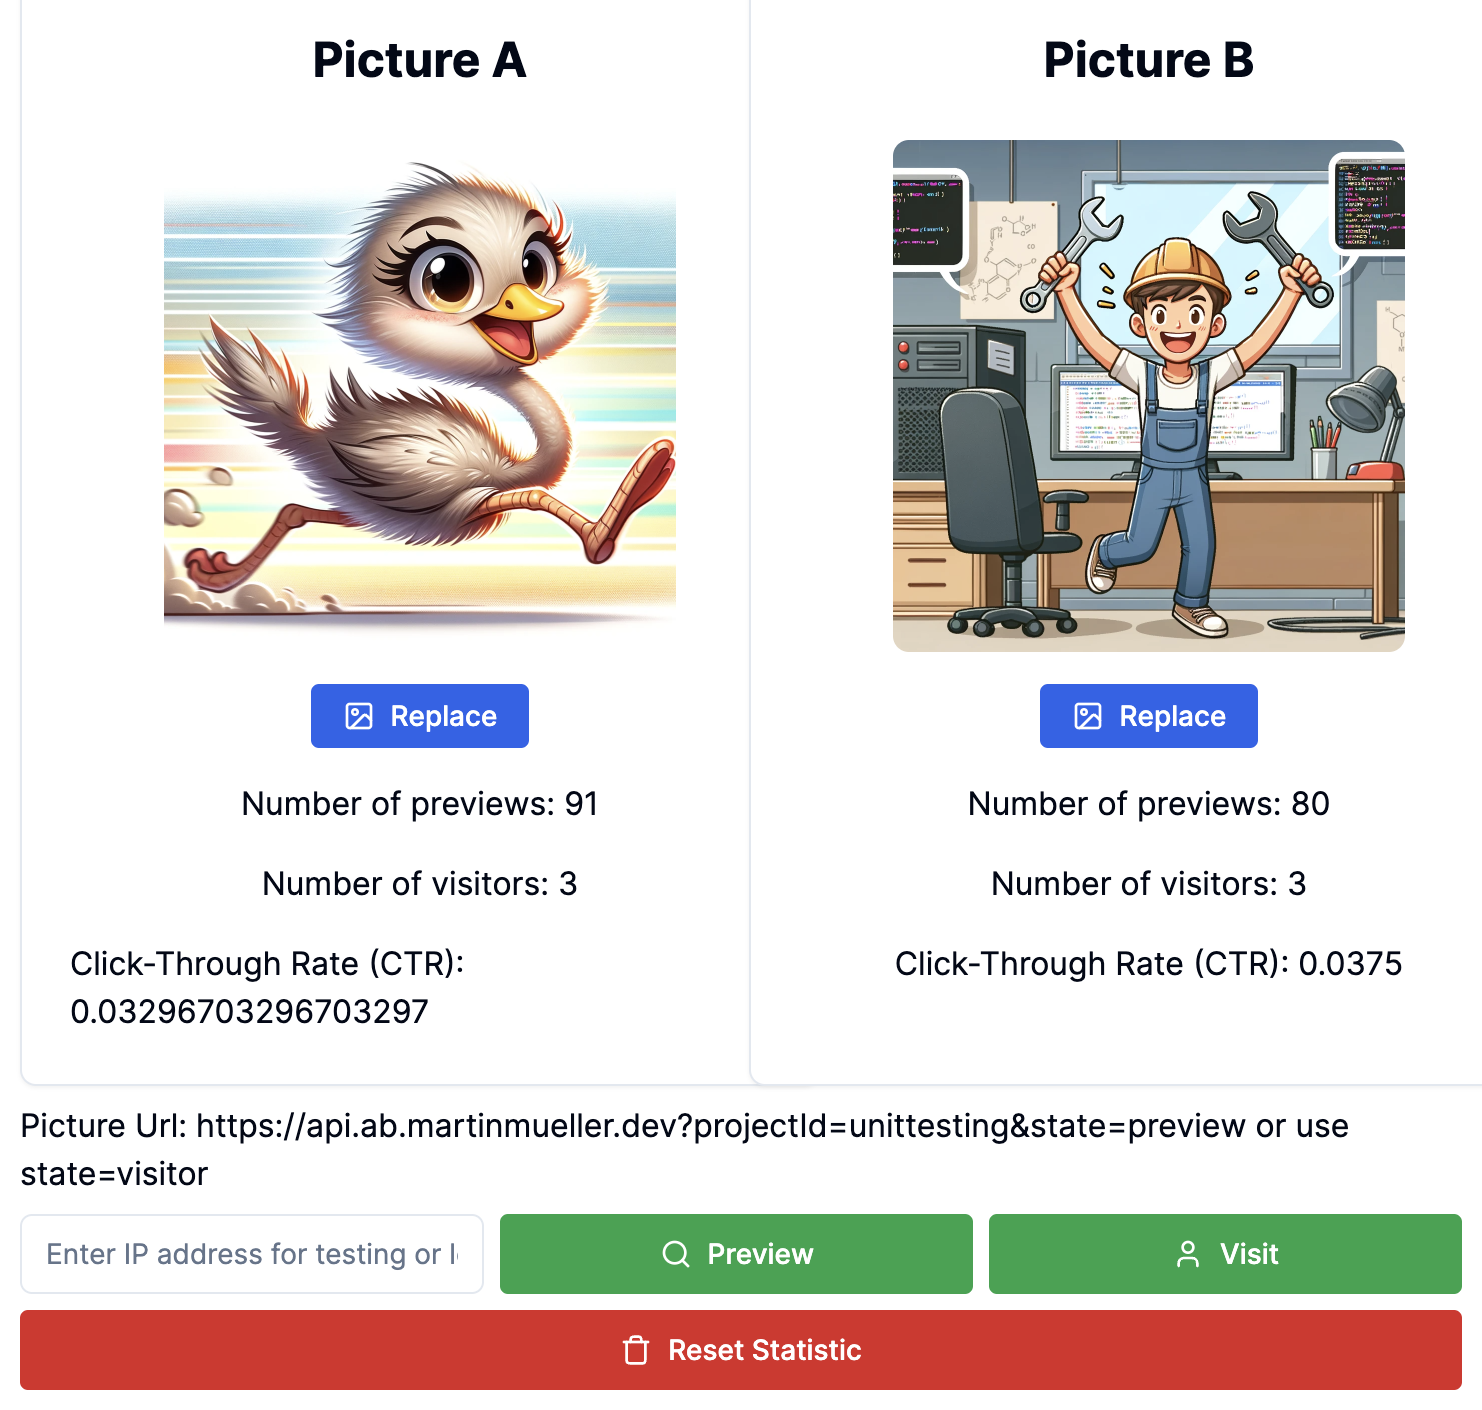 Picture A
Replace
Number of previews: 91
Number of visitors: 3
Click-Through Rate (CTR):
0.03296703296703297
Picture B
Replace
Number of previews: 80
Number of visitors: 3
Click-Through Rate (CTR): 0.0375
Picture Url: https://api.ab.martinmueller.dev?projectId=unittesting&state=preview or use
state=visitor
Enter IP address for testing or
Preview
Visit
Reset Statistic